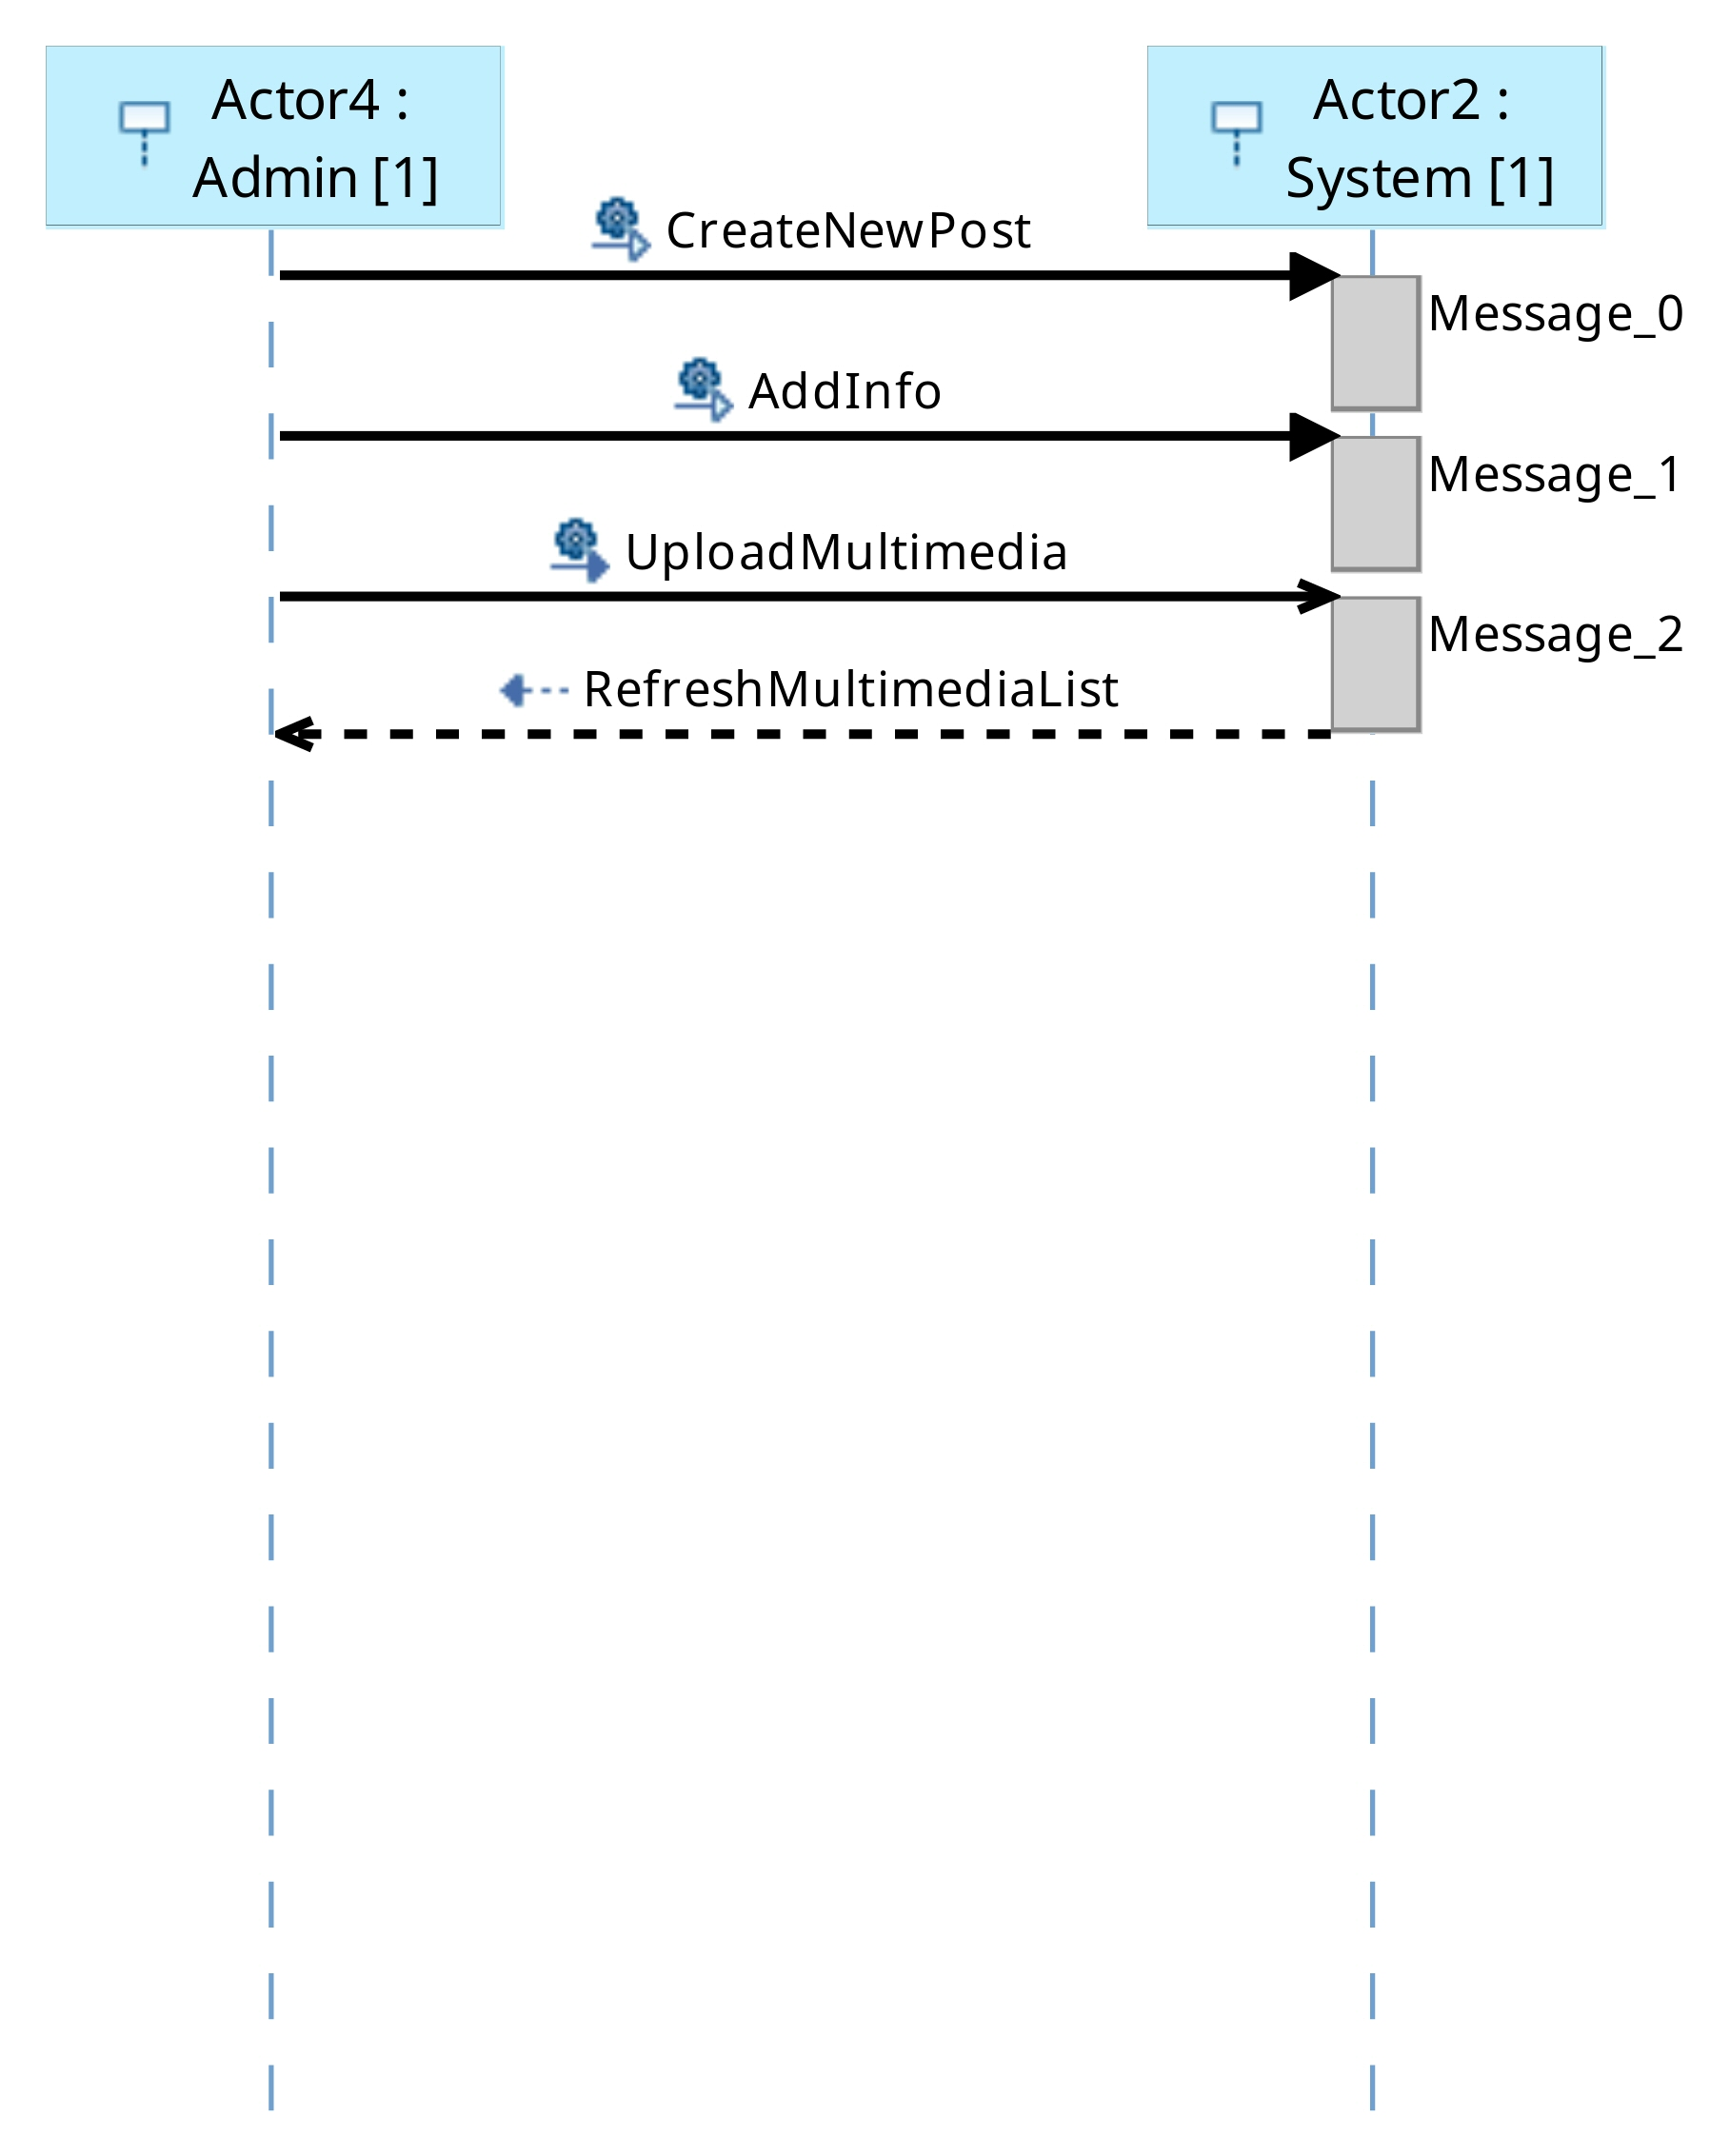 Actor4 :
Admin [1]
Actor2 :
System [1]
CreateNewPost
Message_0
AddInfo
Message_1
UploadMultimedia
Message_2
RefreshMultimediaList